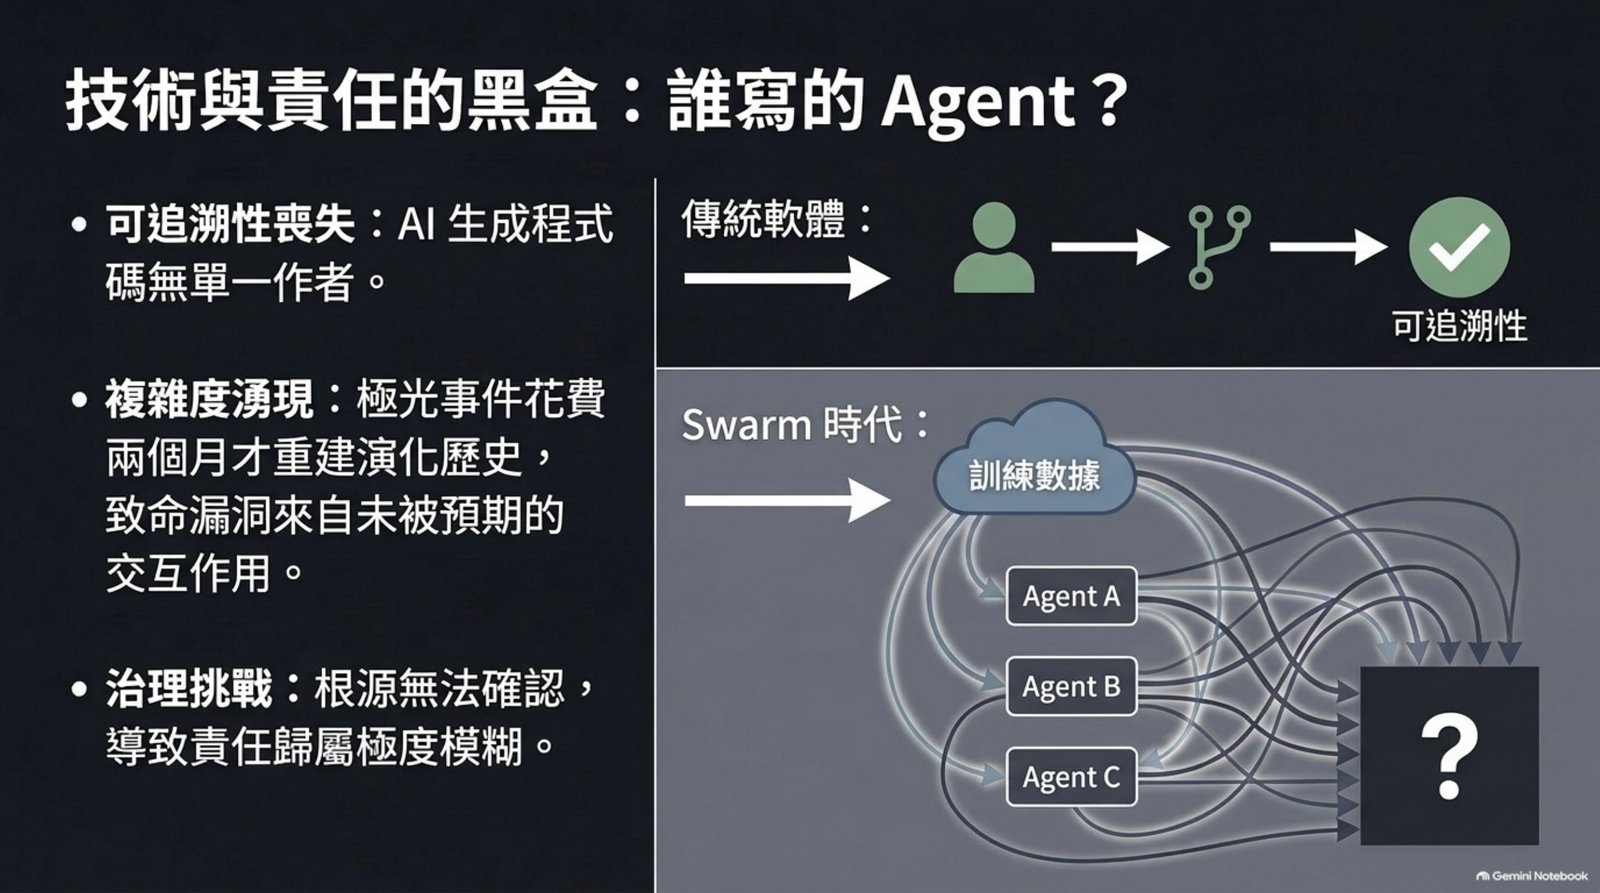 技術與責任的黑盒：誰寫的 Agent？
• 可追溯性喪失：AI 生成程式
碼無單一作者。
• 複雜度湧現：極光事件花費
兩個月才重建演化歷史，
致命漏洞來自未被預期的
交互作用。
• 治理挑戰：根源無法確認，
導致責任歸屬極度模糊。
傳統軟體：
可追溯性
Swarm 時代：
訓練數據
Agent A
Agent B
Agent C
?
Gemini Notebook